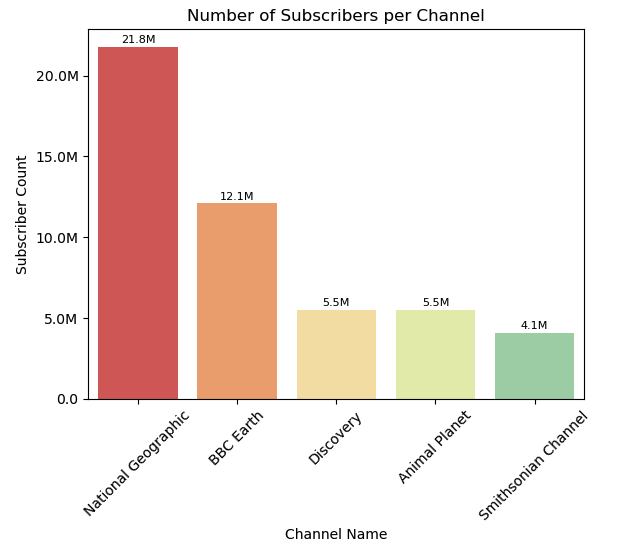 Number of Subscribers per Channel
21.8M
20.0M
15.0M
12.1M
10.0M
5.5M
5.5M
5.0M
4.1M
0.0
Subscriber Count
National Geographic
BBC Earth
Discovery
Animal Planet
Smithsonian Channel
Channel Name